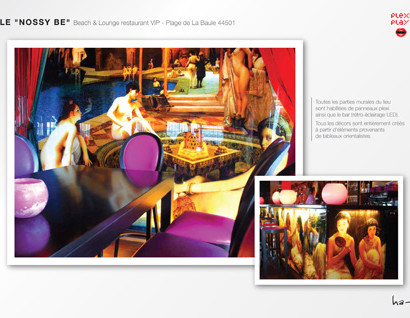 LE "NOSSY BE" Beach & Lounge restaurant VIP - Plage de La Baule 44501
PLEXI
PLAY
Toutes les parties murales du lieu
sont habillées de panneaux plexi
ainsi que le bar (rétro-éclairage LED).
Tous les décors sont entièrement créés
à partir d'éléments provenants
de tableaux orientalistes.
ha-